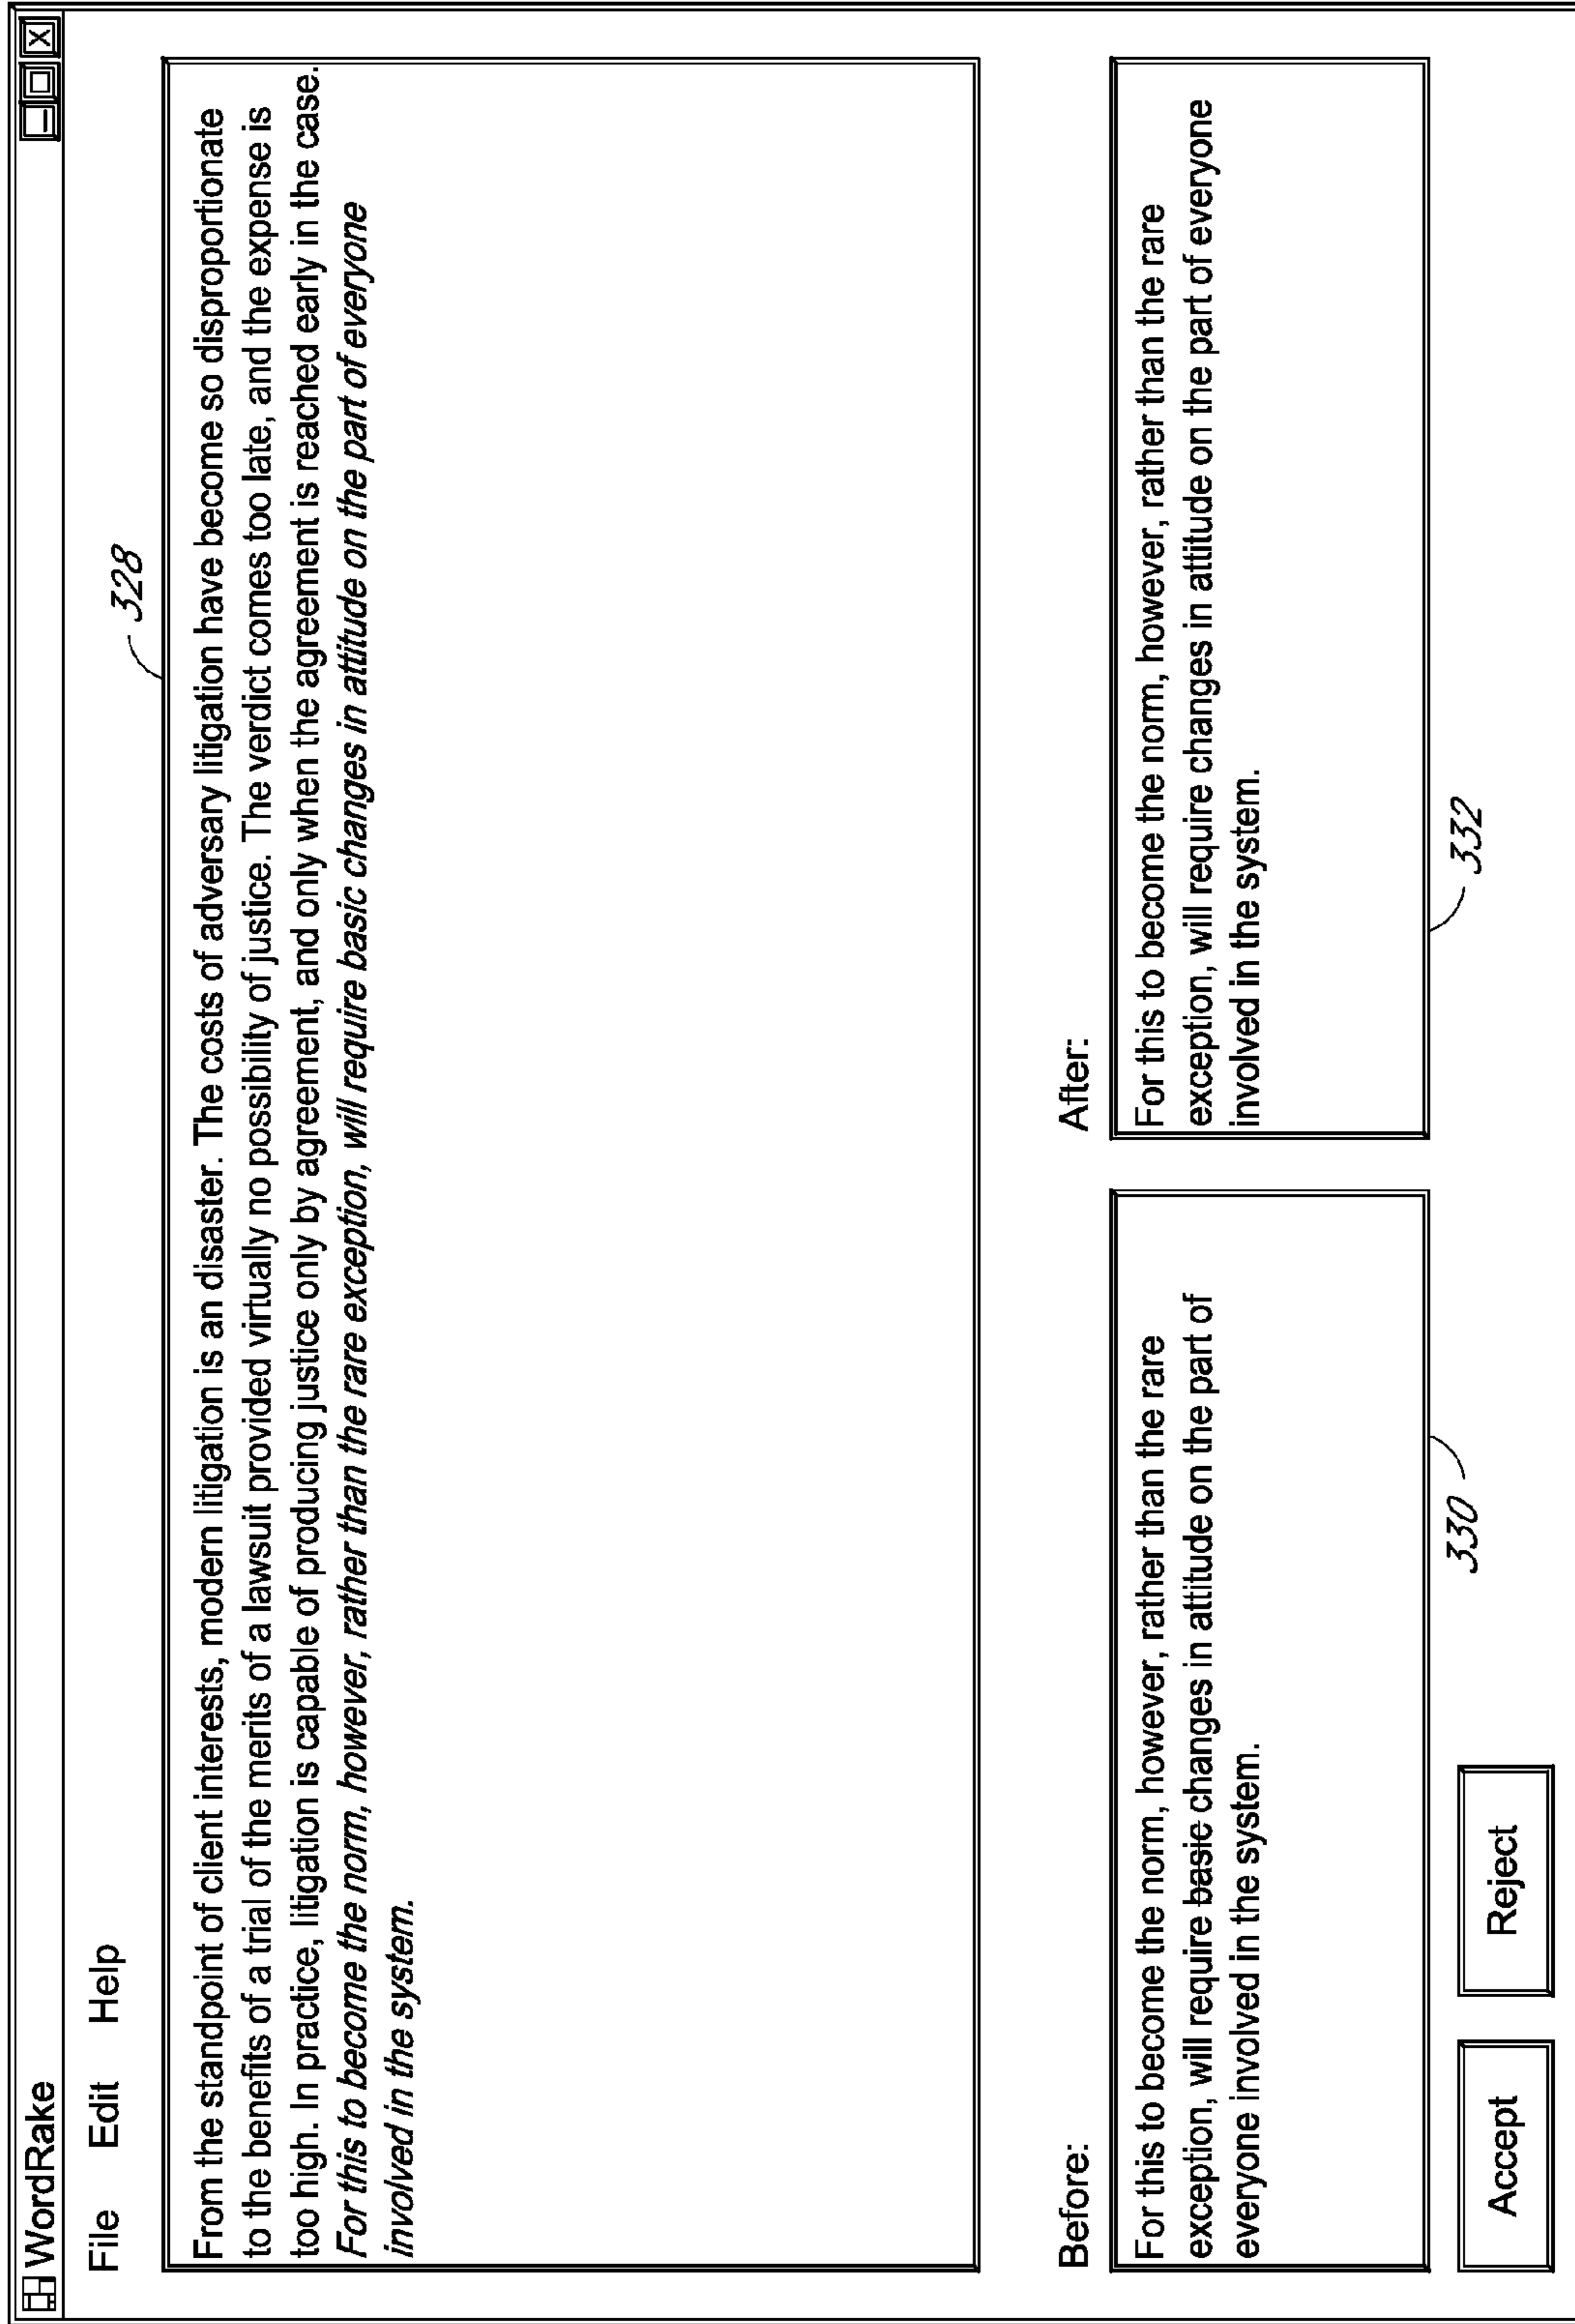 WordRake
File Edit Help
328
From the standpoint of client interests, modern litigation is an disaster. The costs of adversary litigation have become so disproportionate
to the benefits of a trial of the merits of a lawsuit provided virtually no possibility of justice. The verdict comes too late, and the expense is
too high. In practice, litigation is capable of producing justice only by agreement, and only when the agreement is reached early in the case.
For this to become the norm, however, rather than the rare exception, will require basic changes in attitude on the part of everyone
involved in the system.
Before:
For this to become the norm, however, rather than the rare
exception, will require basic changes in attitude on the part of
everyone involved in the system.
330
After:
For this to become the norm, however, rather than the rare
exception, will require changes in attitude on the part of everyone
involved in the system.
332
Accept
Reject